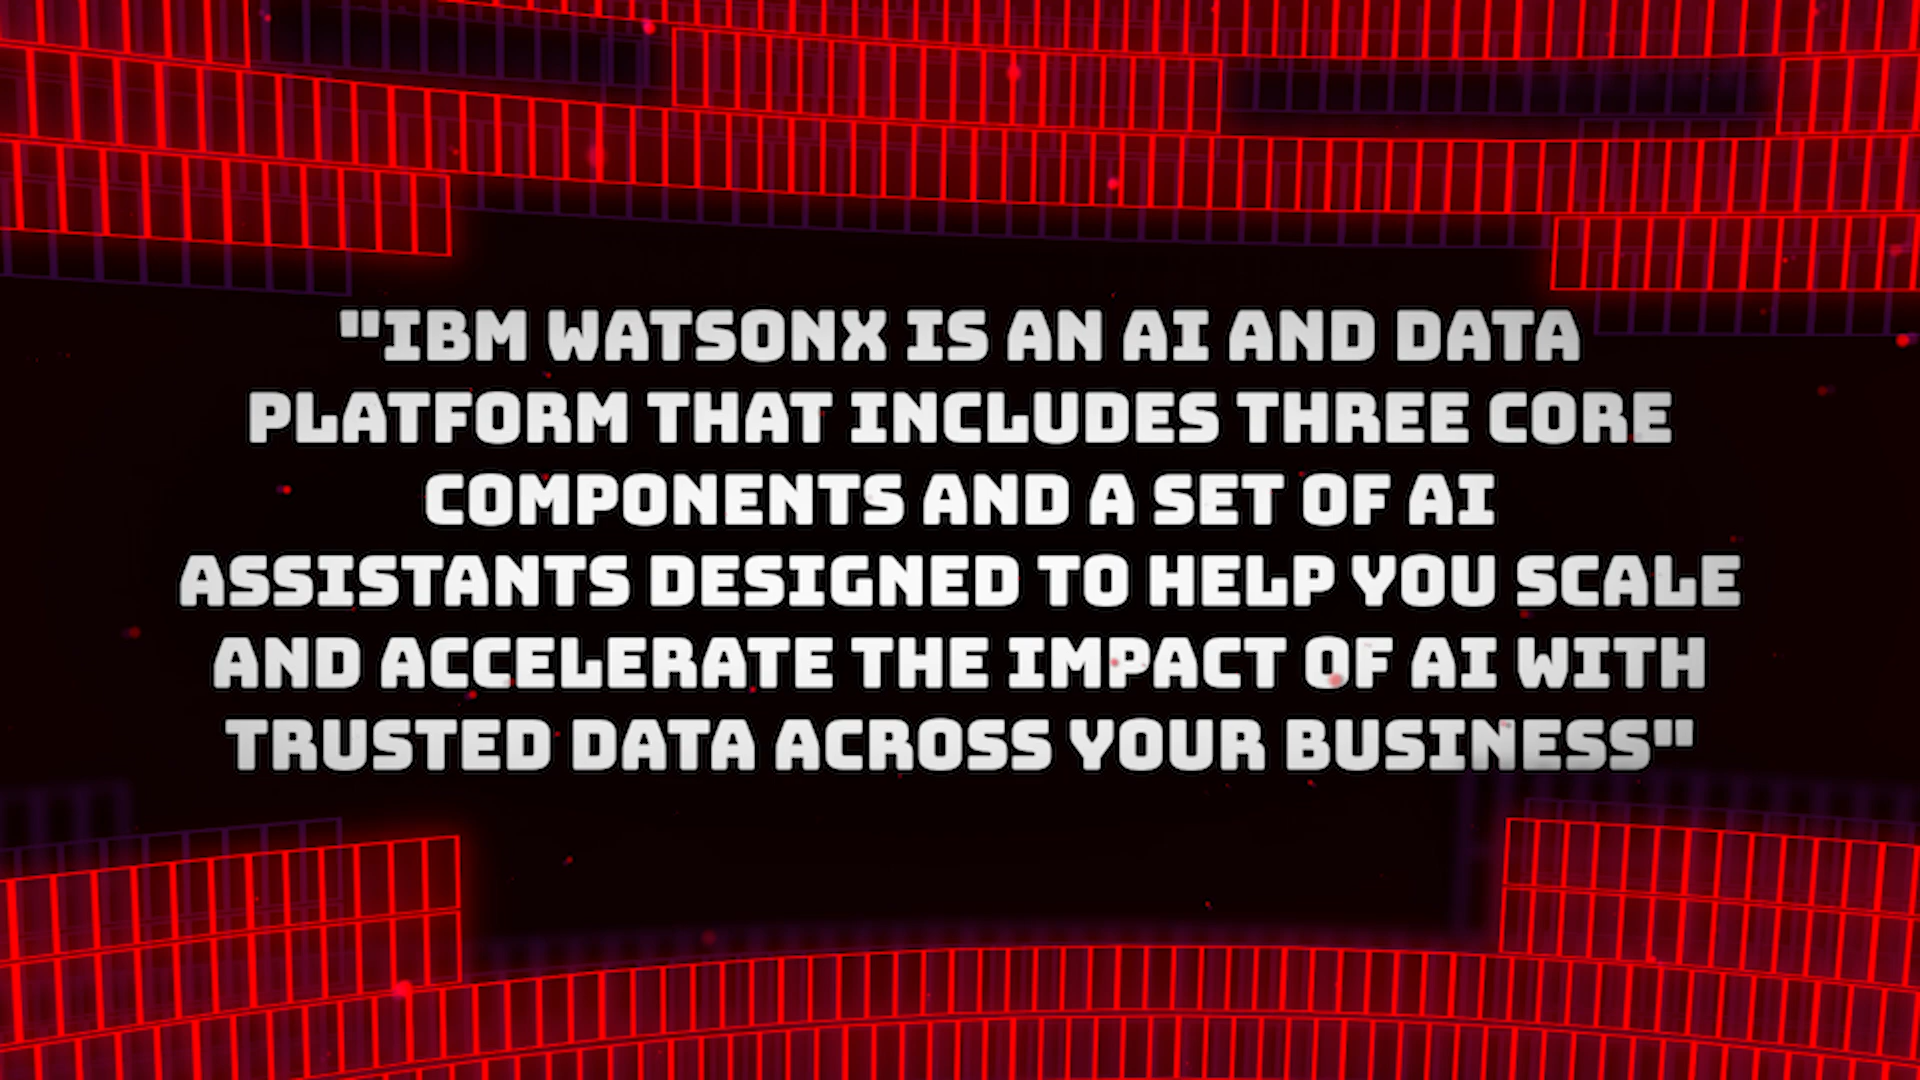 "IBM WATSONX IS AN AI AND DATA
PLATFORM THAT INCLUDES THREE CORE
COMPONENTS AND A SET OF AI
ASSISTANTS DESIGNED TO HELP YOU SCALE
AND ACCELERATE THE IMPACT OF AI WITH
TRUSTED DATA ACROSS YOUR BUSINESS"